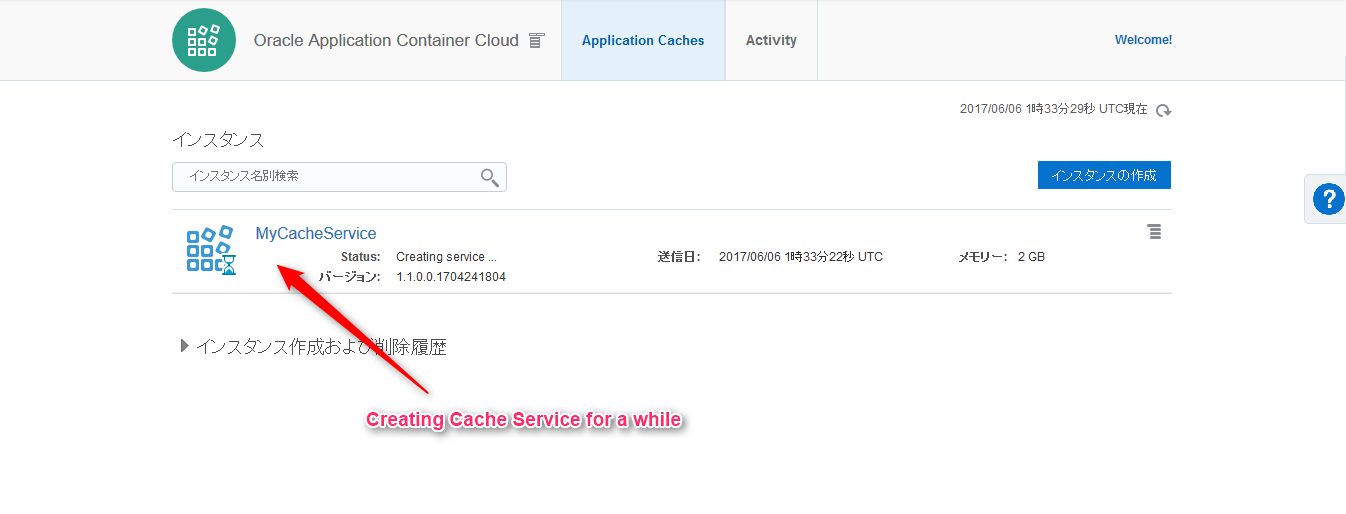 Oracle Application Container Cloud
Application Caches
Activity
Welcome!
2017/06/06 1時33分29秒 UTC現在
インスタンス
インスタンス名別検索
インスタンスの作成
?
MyCacheService
Status: Creating service ... 送信日: 2017/06/06 1時33分22秒 UTC メモリー: 2 GB
バージョン: 1.1.0.0.1704241804
インスタンス作成および削除履歴
Creating Cache Service for a while